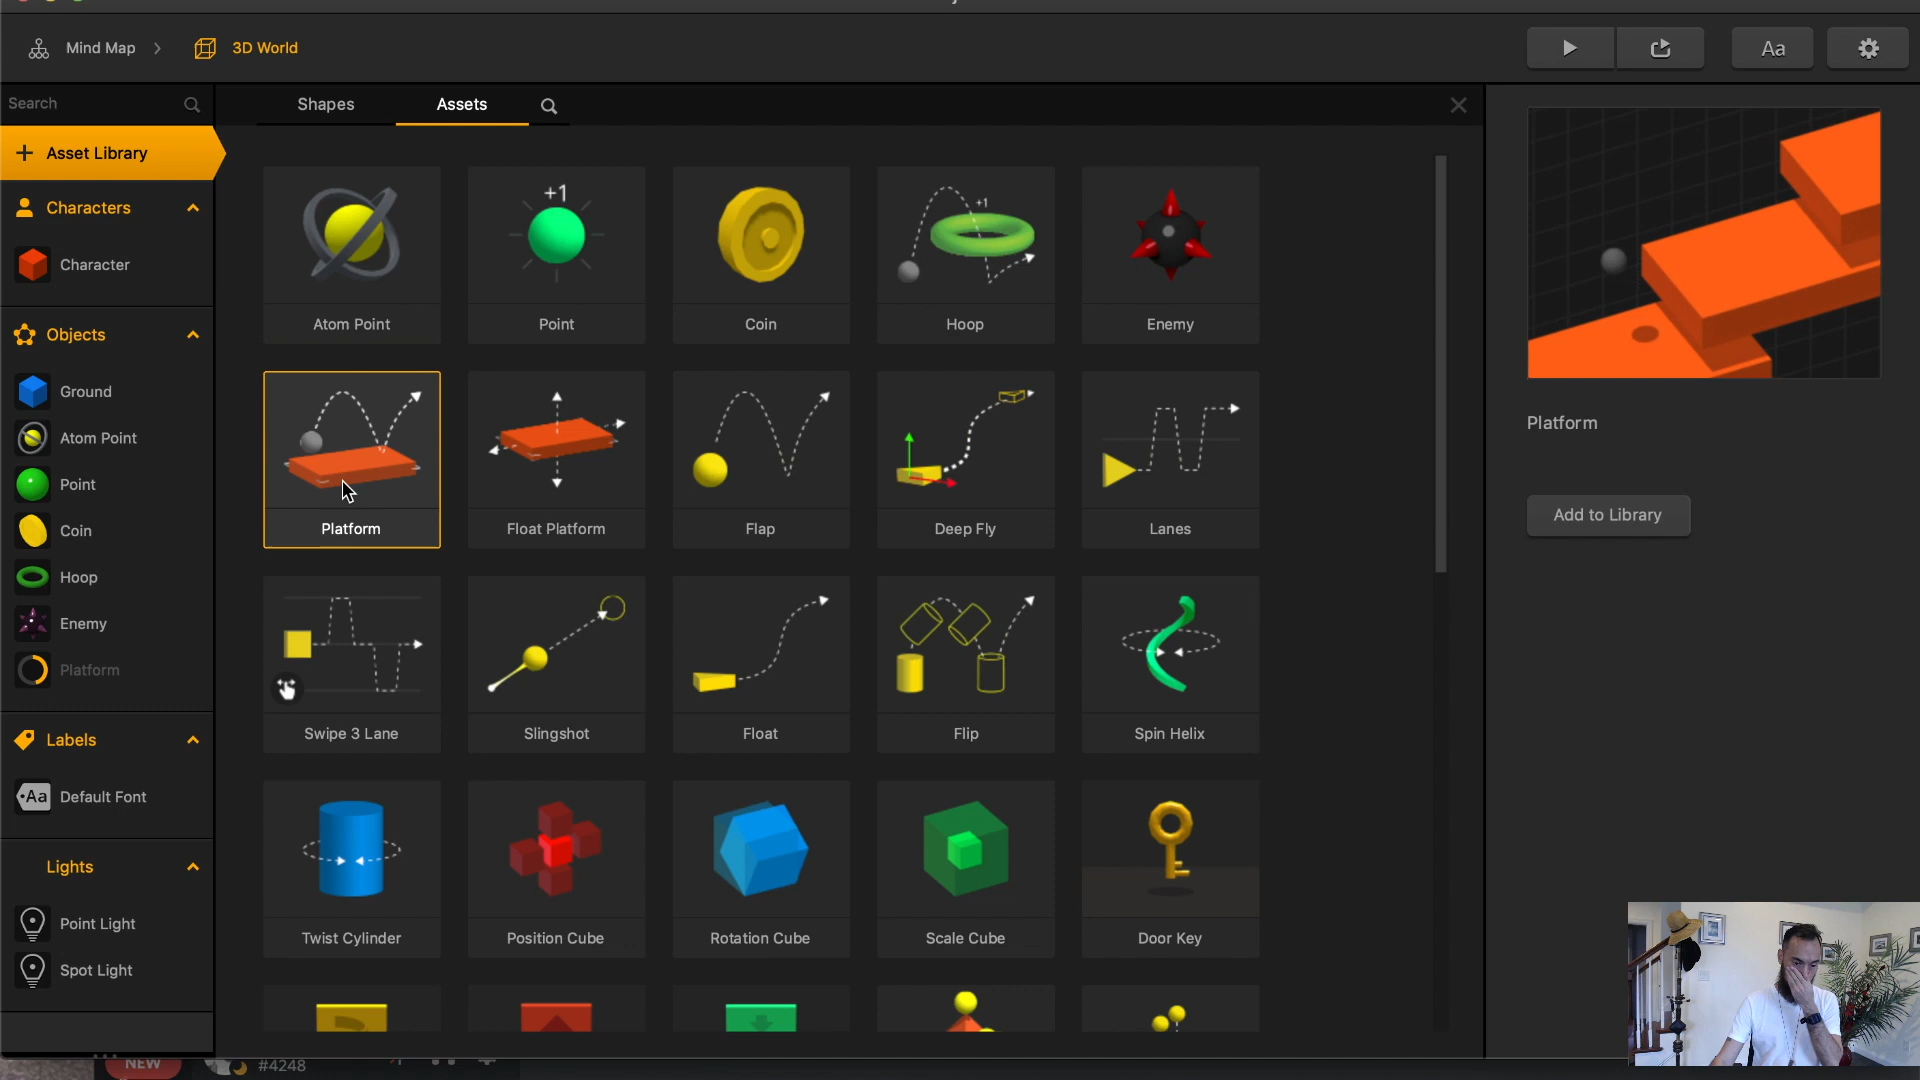 Mind Map
3D World
Aa
Search
Shapes
Assets
Asset Library
Characters
Character
Objects
Ground
Atom Point
Point
Coin
Hoop
Enemy
Platform
Labels
Aa
Default Font
Lights
Point Light
Spot Light
+1
+1
Atom Point
Point
Coin
Hoop
Enemy
Platform
Float Platform
Flap
Deep Fly
Lanes
Swipe 3 Lane
Slingshot
Float
Flip
Spin Helix
Twist Cylinder
Position Cube
Rotation Cube
Scale Cube
Door Key
Platform
Add to Library
NEW
#4248